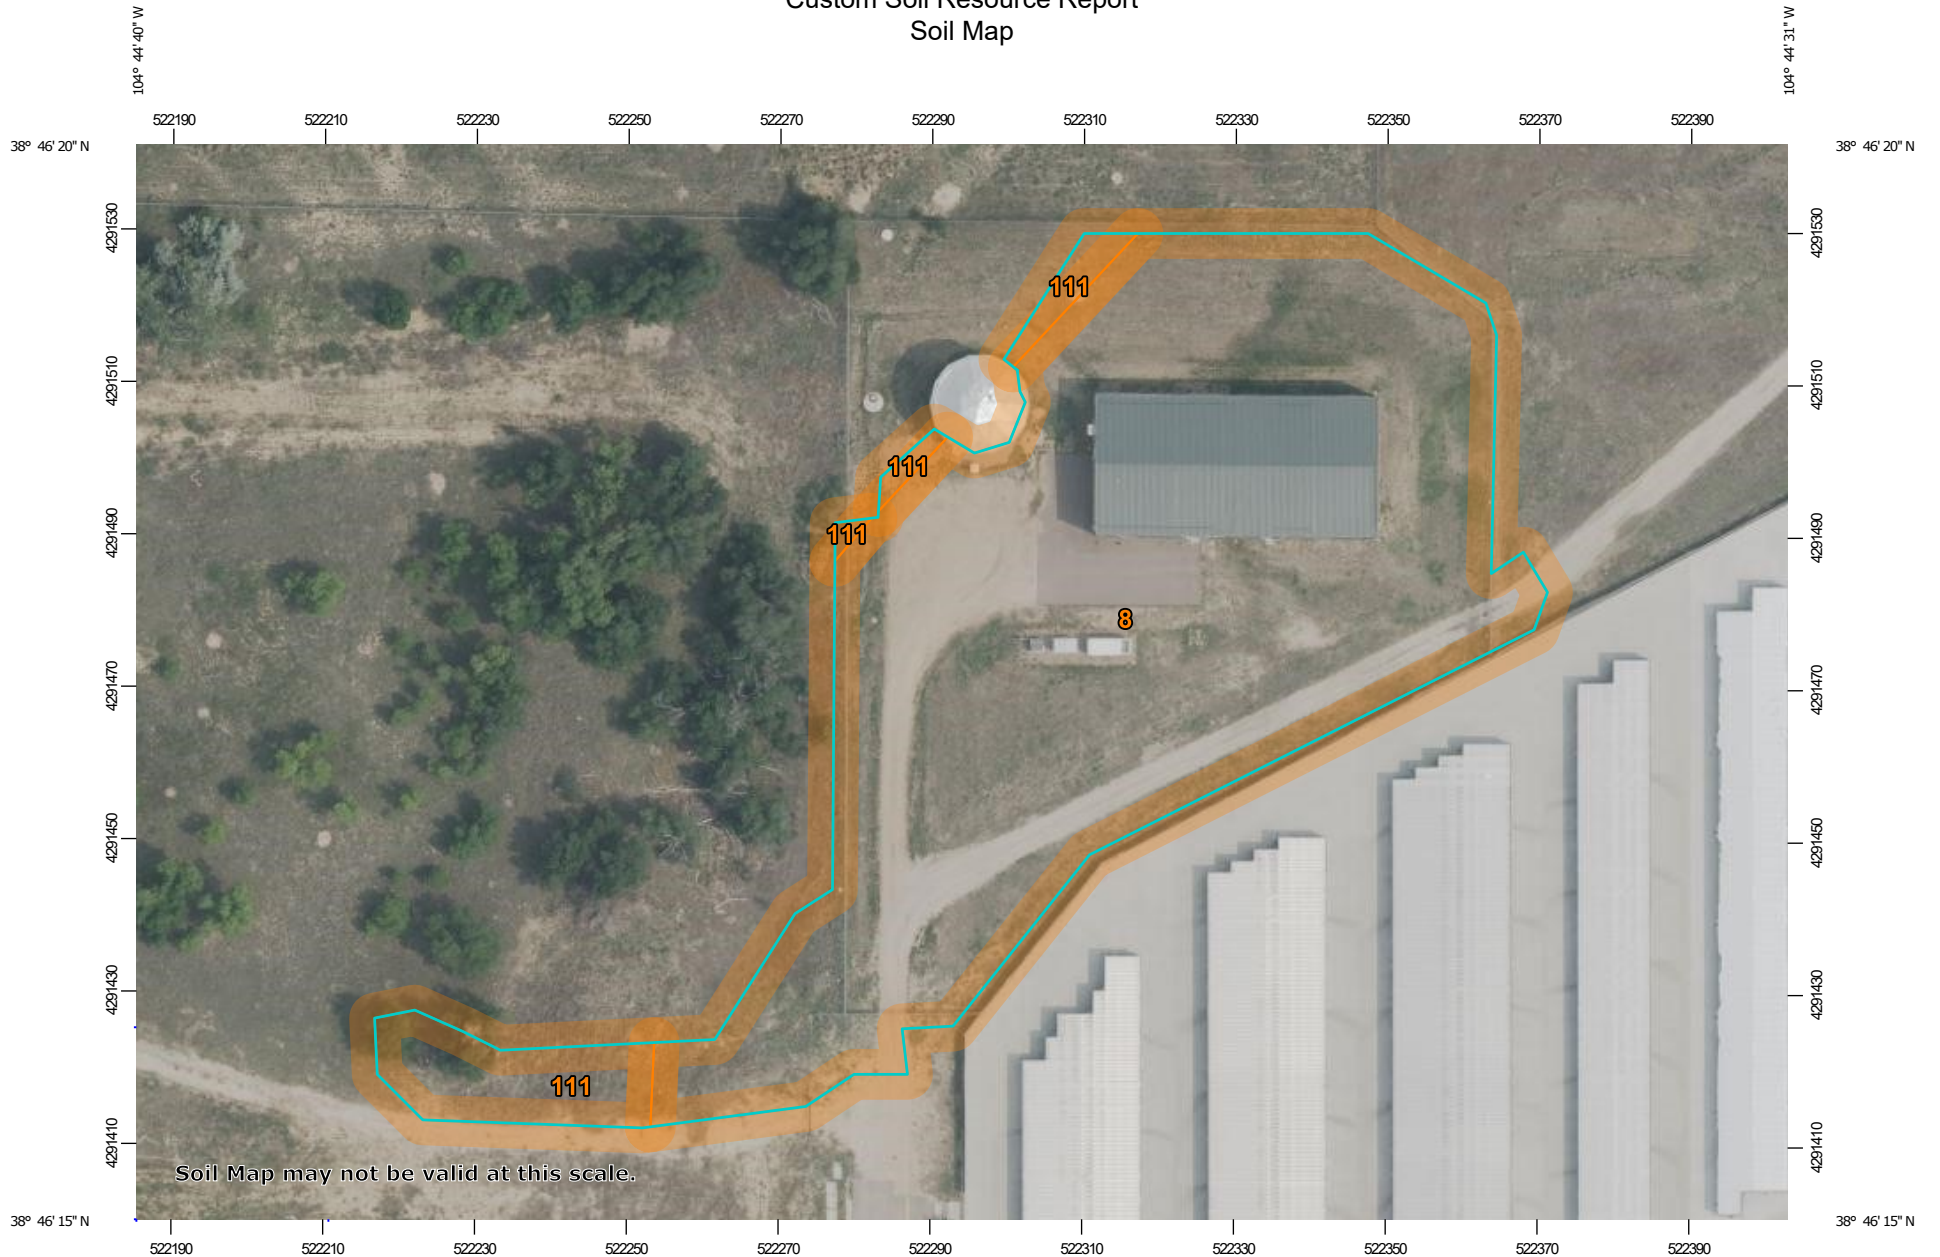 Custom Soil Resource Report
Soil Map
104° 44' 40" W
104° 44' 31" W
522190 522210 522230 522250 522270 522290 522310 522330 522350 522370 522390
38° 46' 20" N
38° 46' 20" N
4291530
4291530
111
4291510
4291510
111
111
4291490
4291490
8
4291470
4291470
4291450
4291450
4291430
4291430
111
4291410
4291410
Soil Map may not be valid at this scale.
38° 46' 15" N
38° 46' 15" N
522190 522210 522230 522250 522270 522290 522310 522330 522350 522370 522390